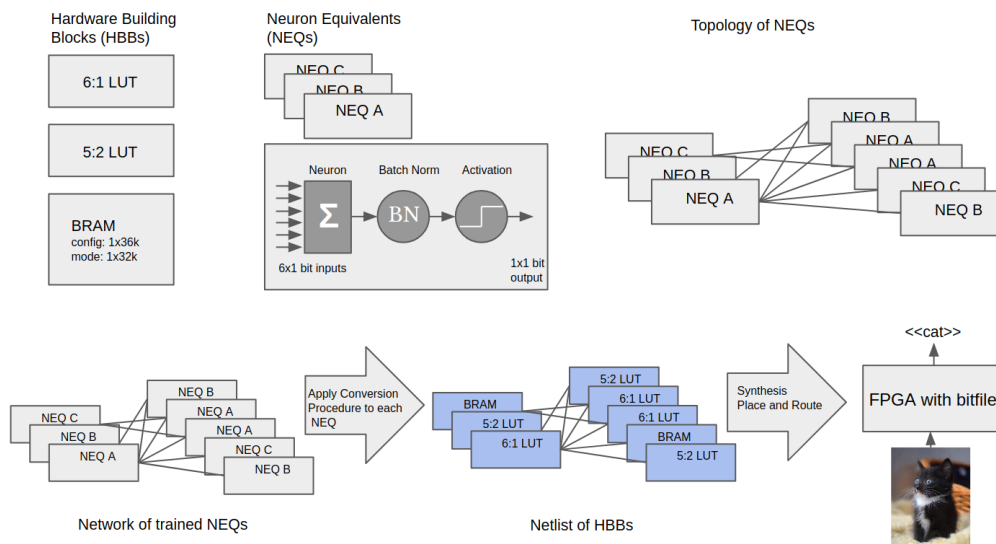 Hardware Building
Blocks (HBBs)
6:1 LUT
5:2 LUT
BRAM
config: 1x36k
mode: 1x32k
Neuron Equivalents
(NEQs)
NEQ C
NEQ B
NEQ A
Neuron
Batch Norm
Activation
Σ
BN
6x1 bit inputs
1x1 bit
output
Topology of NEQs
NEQ C
NEQ B
NEQ A
NEQ B
NEQ A
NEQ A
NEQ C
NEQ B
NEQ C
NEQ B
NEQ A
NEQ B
NEQ A
NEQ A
NEQ C
NEQ B
Network of trained NEQs
Apply Conversion
Procedure to each
NEQ
BRAM
5:2 LUT
6:1 LUT
5:2 LUT
6:1 LUT
6:1 LUT
BRAM
5:2 LUT
Netlist of HBBs
Synthesis
Place and Route
<<cat>>
FPGA with bitfile